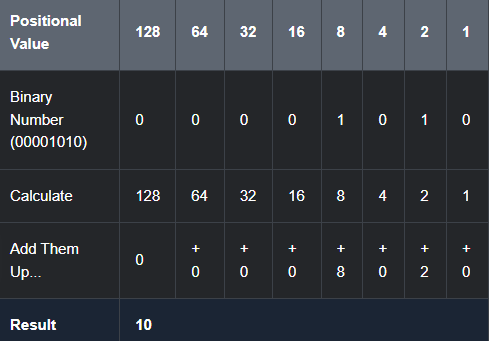 Positional Value 128 64 32 16 8 4 2 1
Binary Number (00001010) 0 0 0 0 1 0 1 0
Calculate 128 64 32 16 8 4 2 1
Add Them Up... 0 + 0 + 0 + 0 + 8 + 0 + 2 + 0
Result 10